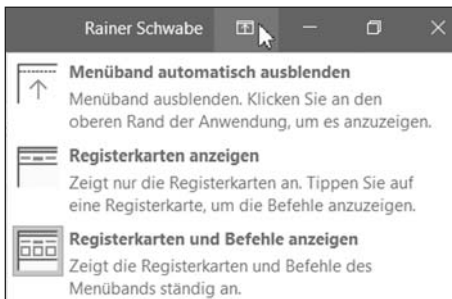 Rainer Schwabe
Menüband automatisch ausblenden
Menüband ausblenden. Klicken Sie an den
oberen Rand der Anwendung, um es anzuzeigen.
Registerkarten anzeigen
Zeigt nur die Registerkarten an. Tippen Sie auf
eine Registerkarte, um die Befehle anzuzeigen.
Registerkarten und Befehle anzeigen
Zeigt die Registerkarten und Befehle des
Menübands ständig an.